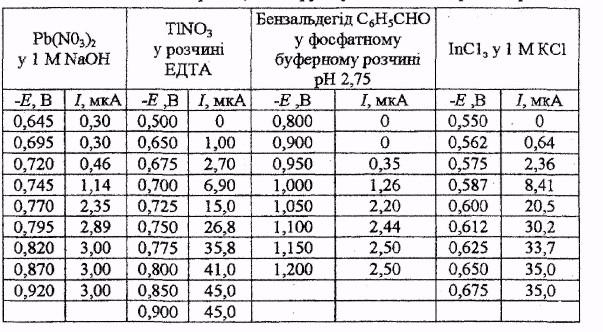 Pb(N0₃)₂ у 1 М NaOH | TlNO₃ у розчині ЕДТА | Бензальдегід C₆H₅CHO у фосфатному буферному розчині pH 2,75 | InCl₃ у 1 М KCl
-E, В | I, мкА | -E ,В | I, мкА | -E ,В | I, мкА | -E ,В | I, мкА
0,645 | 0,30 | 0,500 | 0 | 0,800 | 0 | 0,550 | 0
0,695 | 0,30 | 0,650 | 1,00 | 0,900 | 0 | 0,562 | 0,64
0,720 | 0,46 | 0,675 | 2,70 | 0,950 | 0,35 | 0,575 | 2,36
0,745 | 1,14 | 0,700 | 6,90 | 1,000 | 1,26 | 0,587 | 8,41
0,770 | 2,35 | 0,725 | 15,0 | 1,050 | 2,20 | 0,600 | 20,5
0,795 | 2,89 | 0,750 | 26,8 | 1,100 | 2,44 | 0,612 | 30,2
0,820 | 3,00 | 0,775 | 35,8 | 1,150 | 2,50 | 0,625 | 33,7
0,870 | 3,00 | 0,800 | 41,0 | 1,200 | 2,50 | 0,650 | 35,0
0,920 | 3,00 | 0,850 | 45,0 | | | 0,675 | 35,0
| | 0,900 | 45,0 | | | |